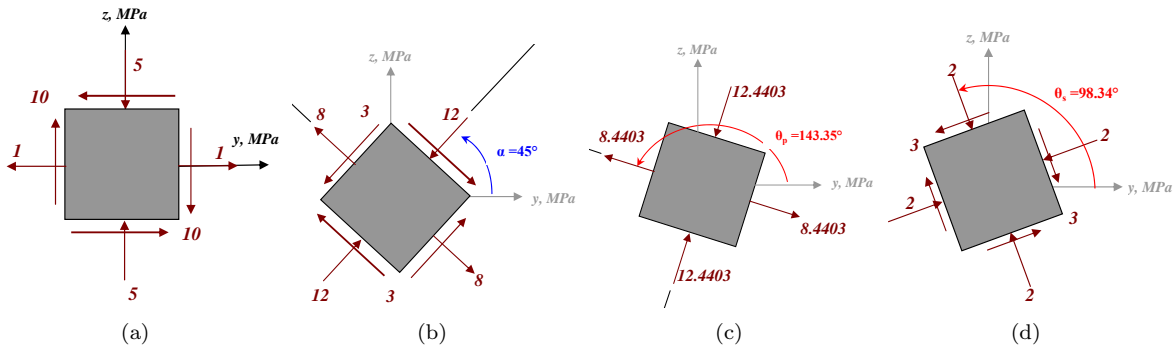 z, MPa
5
10
y, MPa
1
1
10
5
(a)
z, MPa
8
3
12
α =45°
y, MPa
12
3
8
(b)
z, MPa
12.4403
8.4403
θp =143.35°
y, MPa
8.4403
12.4403
(c)
z, MPa
2
θs =98.34°
2
3
y, MPa
2
3
2
(d)